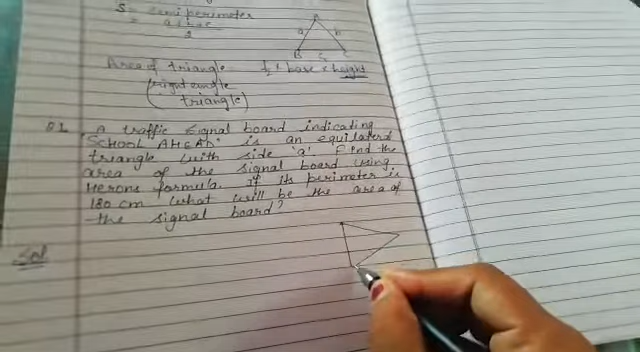 S = semi perimeter
= a+b+c
2
A
a b
B c C
Area of triangle = ½ × base × height
(right angle
triangle)
Q1. A traffic signal board indicating
'SCHOOL AHEAD' is an equilateral
triangle with side 'a'. Find the
area of the signal board using
Herons formula. If its perimeter is
180 cm what will be the area of
the signal board?
Sol